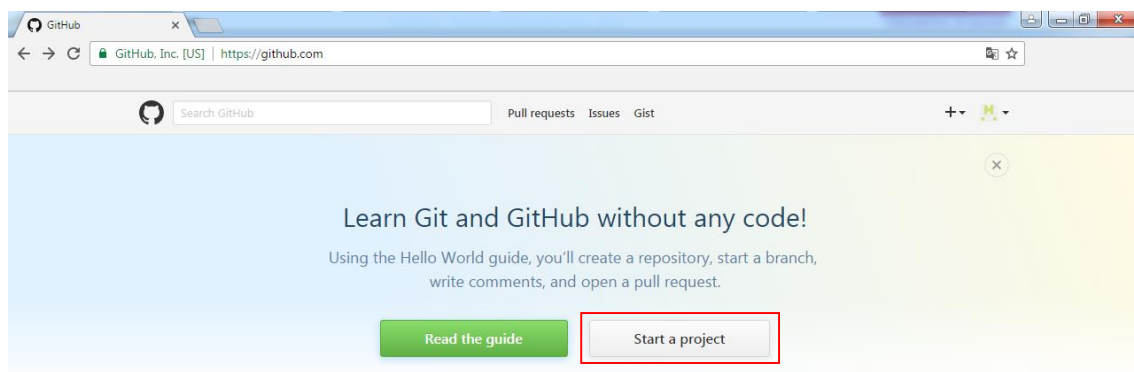 GitHub
GitHub, Inc. [US] | https://github.com
Search GitHub Pull requests Issues Gist
Learn Git and GitHub without any code!
Using the Hello World guide, you'll create a repository, start a branch,
write comments, and open a pull request.
Read the guide Start a project